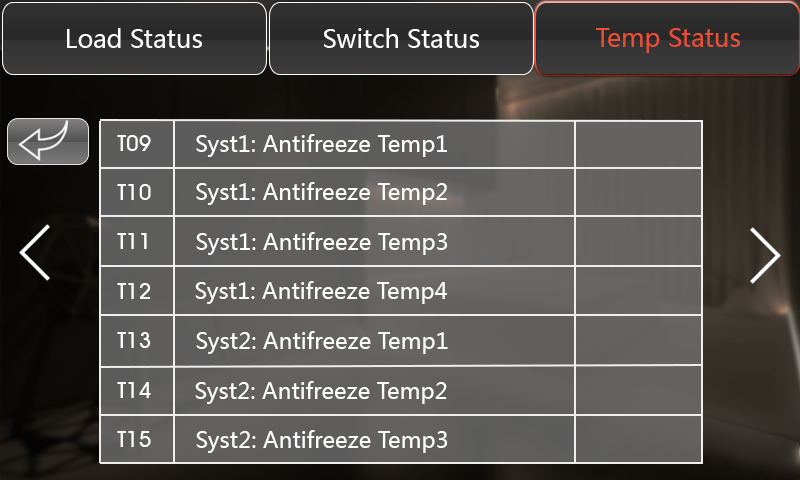 Load Status
Switch Status
Temp Status
T09 Syst1: Antifreeze Temp1
T10 Syst1: Antifreeze Temp2
T11 Syst1: Antifreeze Temp3
T12 Syst1: Antifreeze Temp4
T13 Syst2: Antifreeze Temp1
T14 Syst2: Antifreeze Temp2
T15 Syst2: Antifreeze Temp3